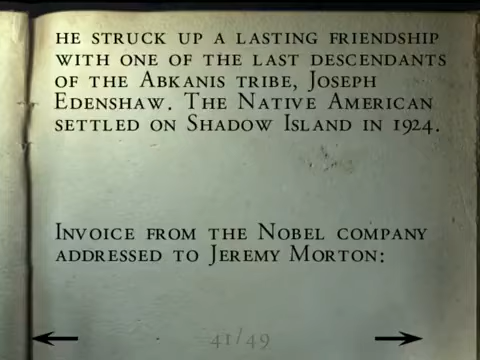 HE STRUCK UP A LASTING FRIENDSHIP
WITH ONE OF THE LAST DESCENDANTS
OF THE ABKANIS TRIBE, JOSEPH
EDENSHAW. THE NATIVE AMERICAN
SETTLED ON SHADOW ISLAND IN 1924.
INVOICE FROM THE NOBEL COMPANY
ADDRESSED TO JEREMY MORTON:
41/49